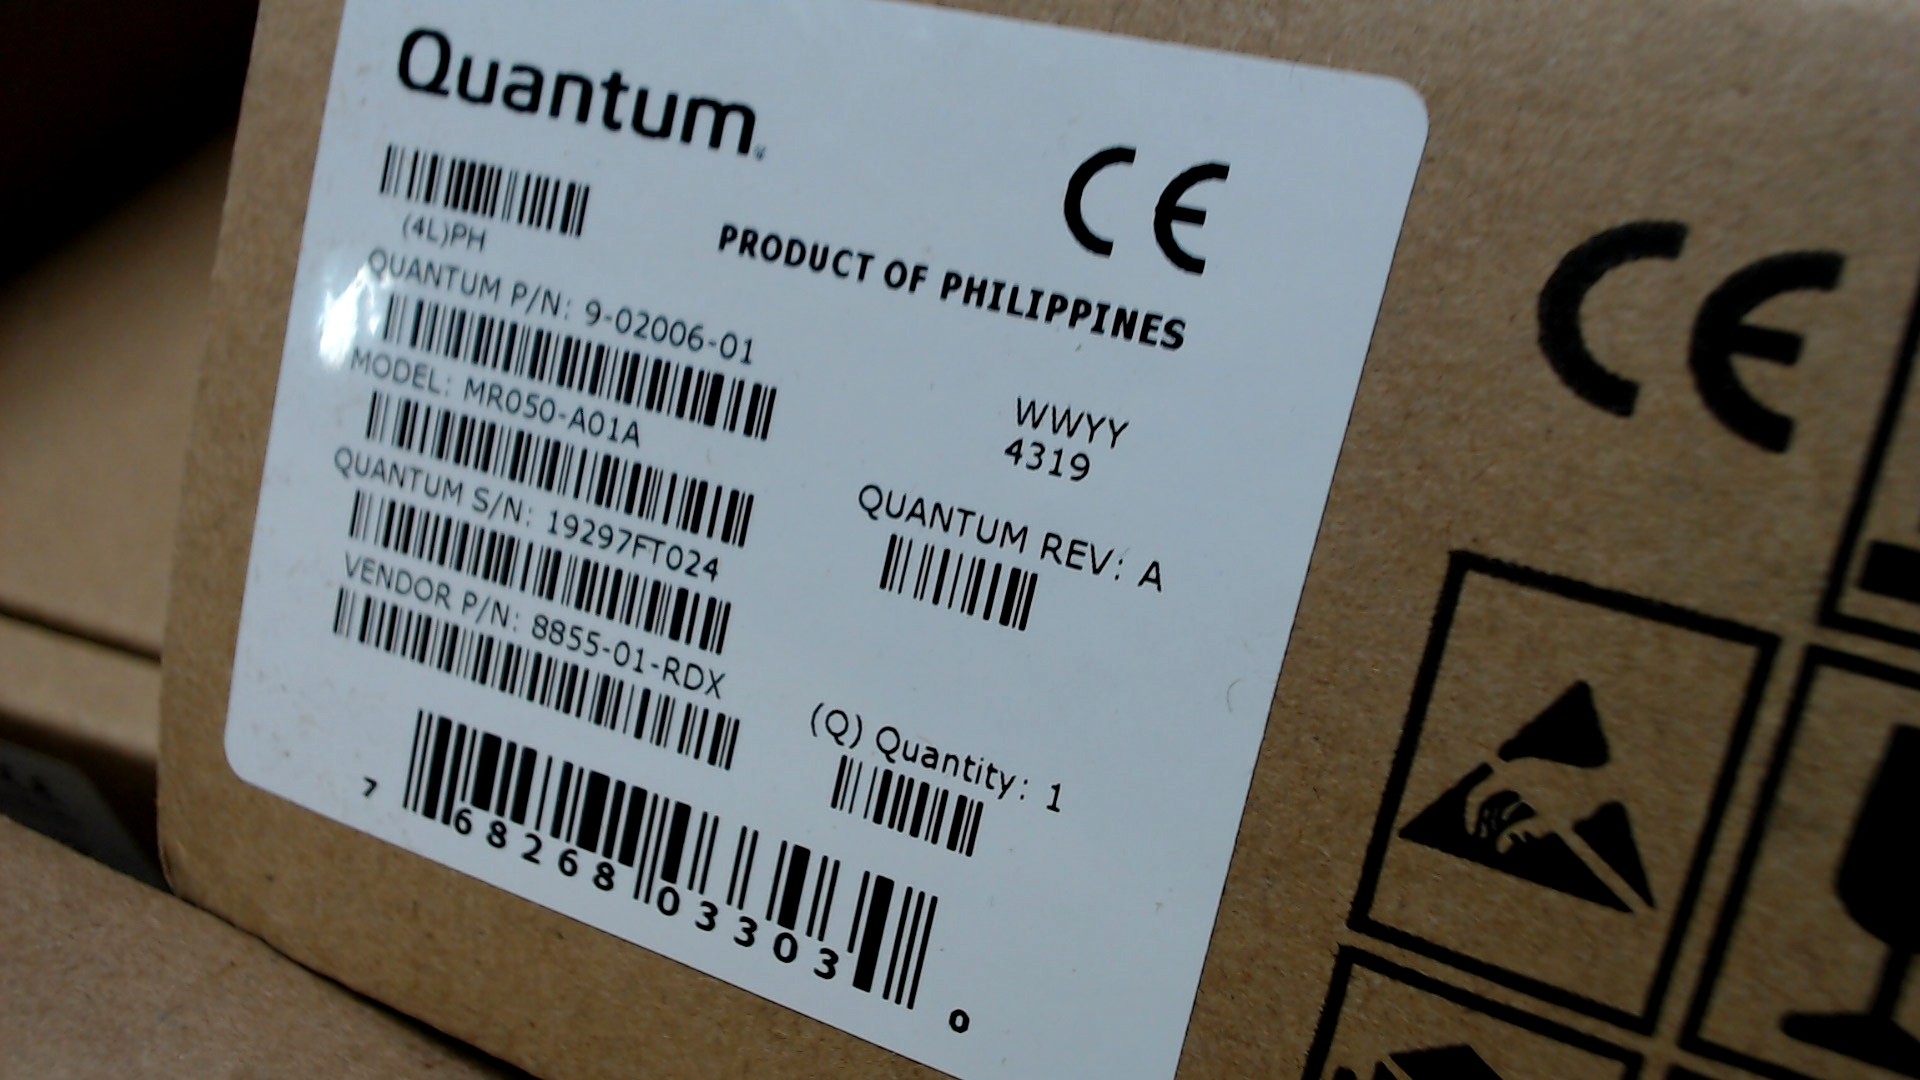 Quantum
CE
(4L)PH
PRODUCT OF PHILIPPINES
QUANTUM P/N: 9-02006-01
MODEL: MR050-A01A
WWYY
4319
QUANTUM S/N: 19297FT024
QUANTUM REV: A
VENDOR P/N: 8855-01-RDX
(Q) Quantity: 1
7 68268 03303 0
CE